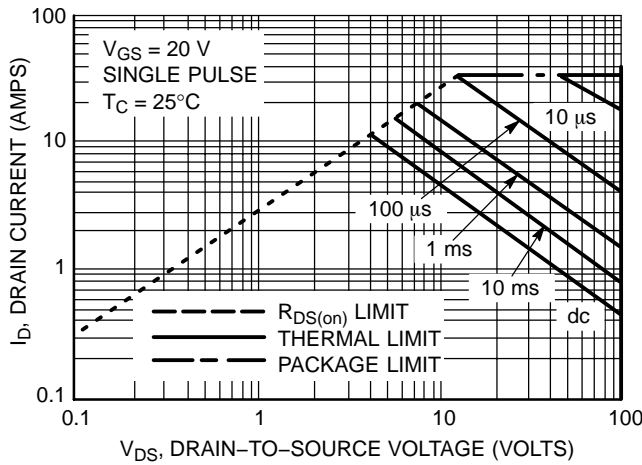 100
10
1
0.1
I_D, DRAIN CURRENT (AMPS)
V_GS = 20 V
SINGLE PULSE
T_C = 25°C
10 μs
100 μs
1 ms
10 ms
dc
R_DS(on) LIMIT
THERMAL LIMIT
PACKAGE LIMIT
0.1 1 10 100
V_DS, DRAIN−TO−SOURCE VOLTAGE (VOLTS)